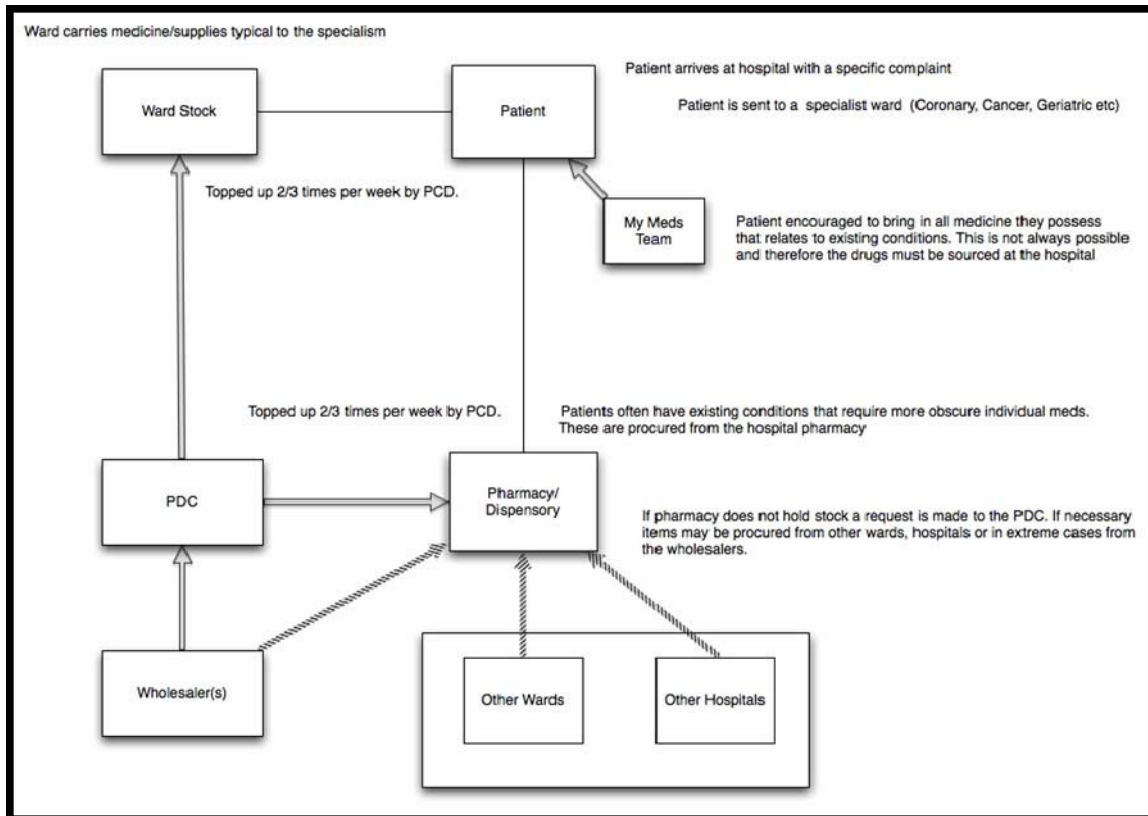 Ward carries medicine/supplies typical to the specialism
Ward Stock
Patient
Patient arrives at hospital with a specific complaint
Patient is sent to a specialist ward (Coronary, Cancer, Geriatric etc)
Topped up 2/3 times per week by PCD.
My Meds
Team
Patient encouraged to bring in all medicine they possess
that relates to existing conditions. This is not always possible
and therefore the drugs must be sourced at the hospital
Topped up 2/3 times per week by PCD.
Patients often have existing conditions that require more obscure individual meds.
These are procured from the hospital pharmacy
PDC
Pharmacy/
Dispensory
If pharmacy does not hold stock a request is made to the PDC. If necessary
items may be procured from other wards, hospitals or in extreme cases from
the wholesalers.
Wholesaler(s)
Other Wards
Other Hospitals